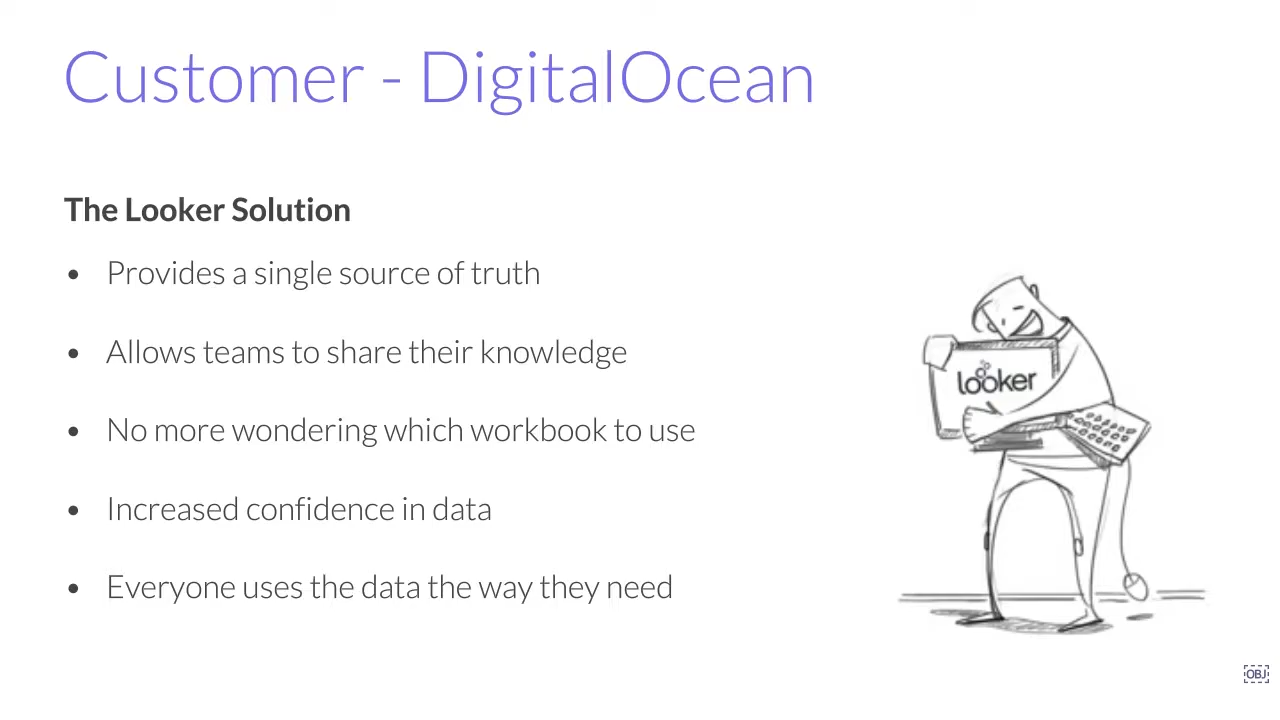 Customer - DigitalOcean
The Looker Solution
• Provides a single source of truth
• Allows teams to share their knowledge
• No more wondering which workbook to use
• Increased confidence in data
• Everyone uses the data the way they need
looker
OBJ